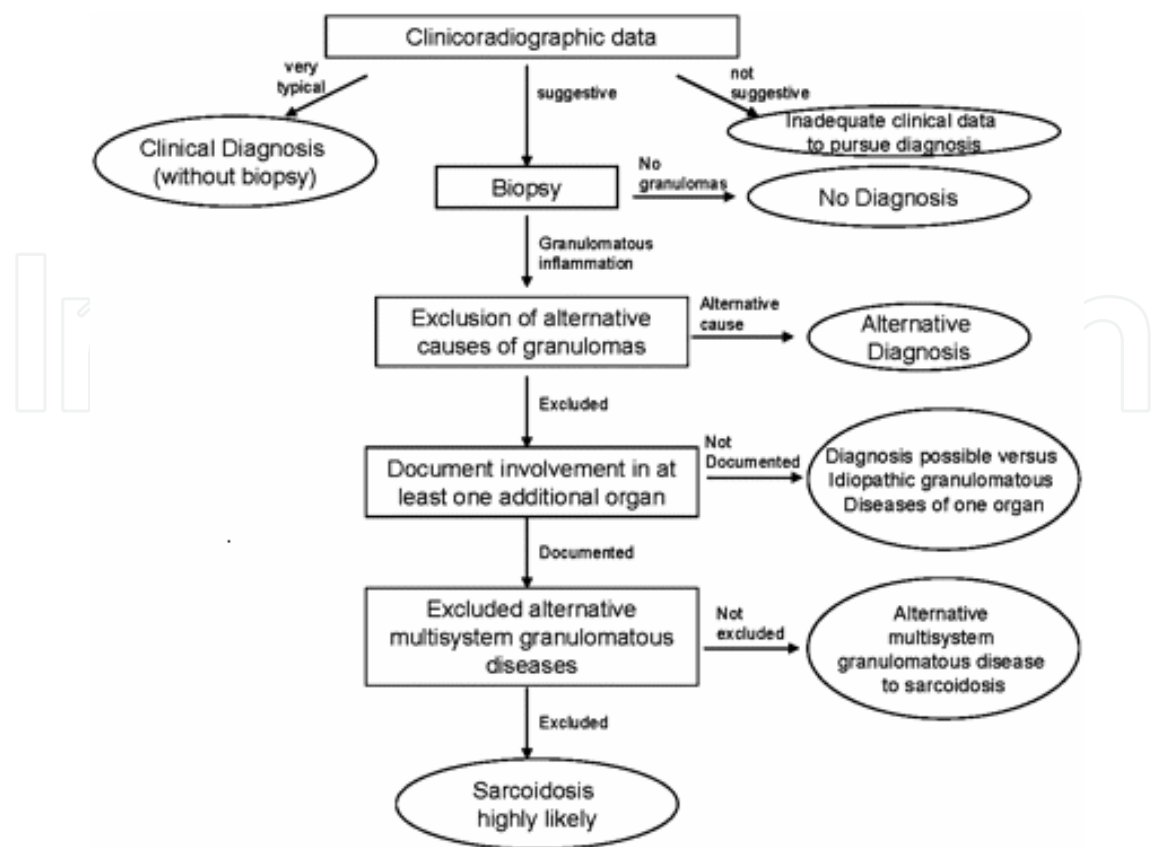 Clinicoradiographic data
very
typical
suggestive
not
suggestive
Clinical Diagnosis
(without biopsy)
Inadequate clinical data
to pursue diagnosis
Biopsy
No
granulomas
No Diagnosis
Granulomatous
inflammation
Exclusion of alternative
causes of granulomas
Alternative
cause
Alternative
Diagnosis
Excluded
Document involvement in at
least one additional organ
Not
Documented
Diagnosis possible versus
Idiopathic granulomatous
Diseases of one organ
Documented
Excluded alternative
multisystem granulomatous
diseases
Not
excluded
Alternative
multisystem
granulomatous disease
to sarcoidosis
Excluded
Sarcoidosis
highly likely